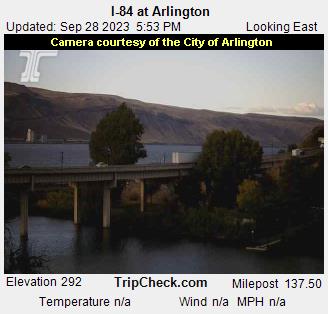 I-84 at Arlington
Updated: Sep 28 2023 5:53 PM Looking East
Camera courtesy of the City of Arlington
Elevation 292 TripCheck.com Milepost 137.50
Temperature n/a Wind n/a MPH n/a